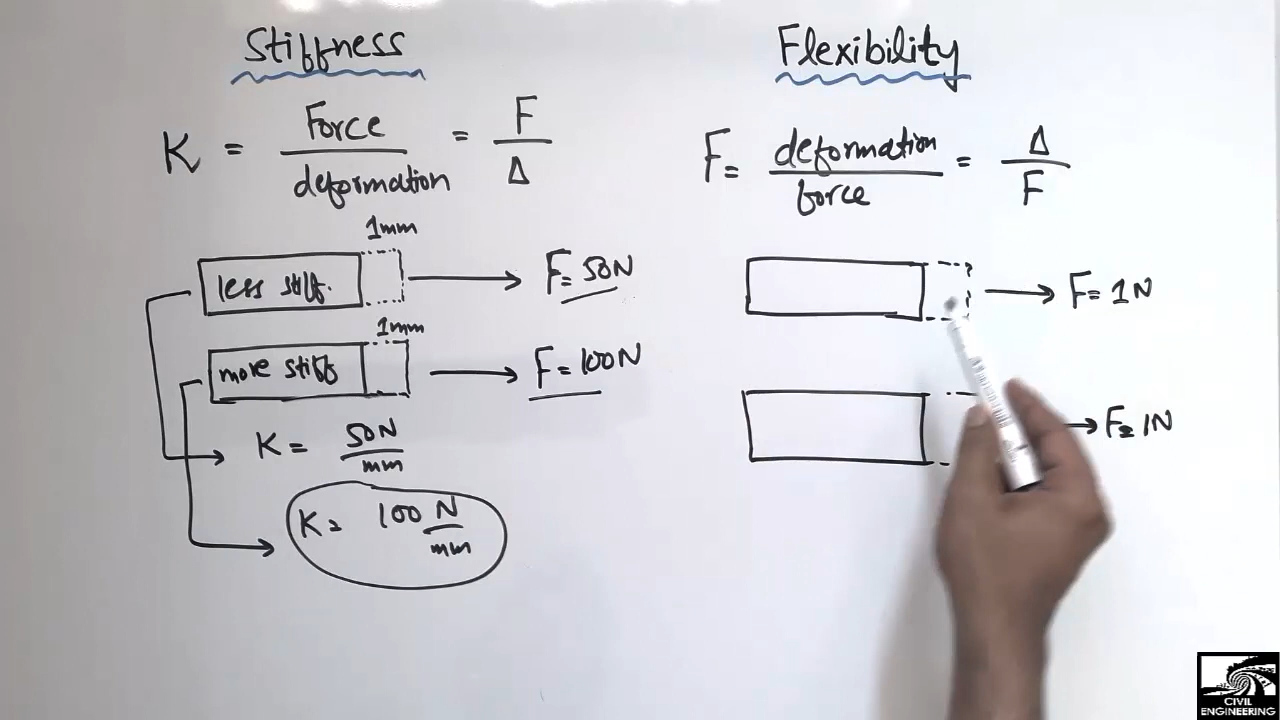 Stiffness
K = Force / deformation = F / Δ
1mm
less stiff. F = 50N
1mm
more stiff F = 100N
K = 50N / mm
K = 100 N / mm
Flexibility
F = deformation / force = Δ / F
F = 1N
F = 1N
CIVIL
ENGINEERING